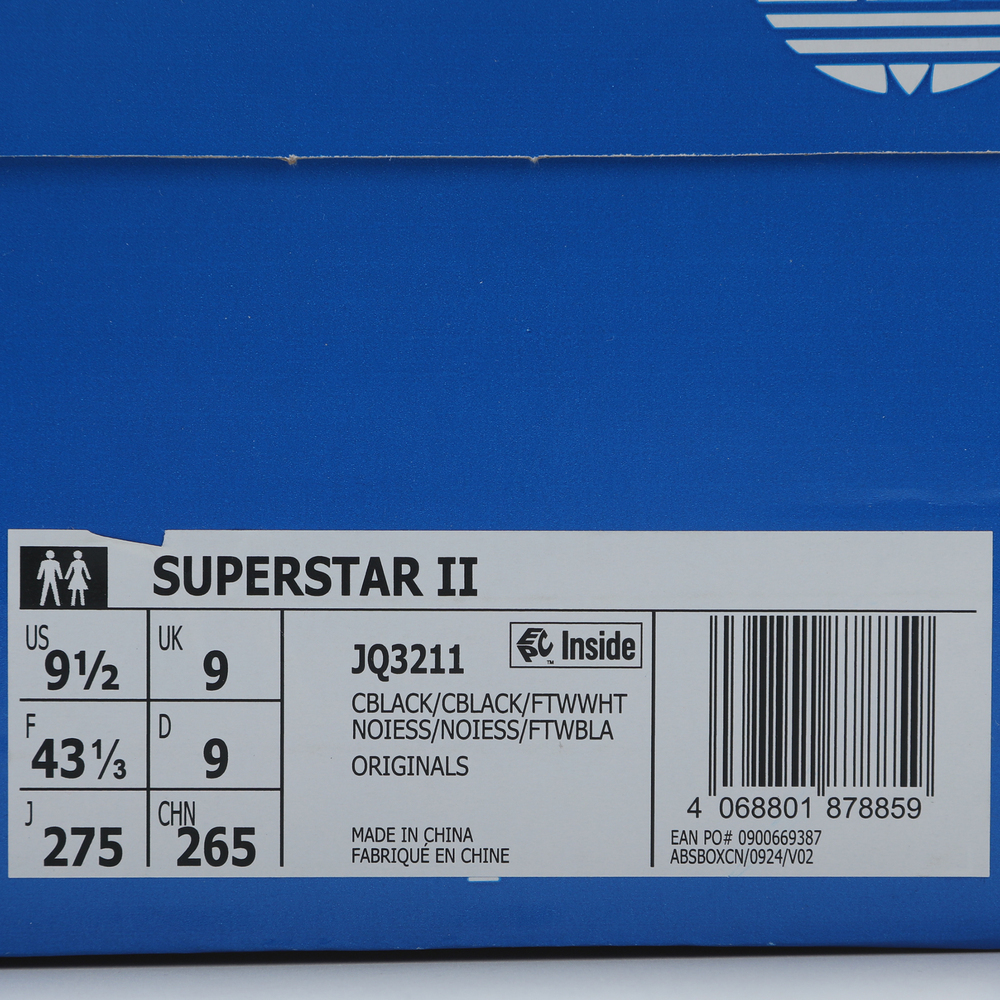 SUPERSTAR II
US 9½
UK 9
F 43⅓
D 9
J 275
CHN 265
JQ3211
Inside™
CBLACK/CBLACK/FTWWHT
NOIESS/NOIESS/FTWBLA
ORIGINALS
MADE IN CHINA
FABRIQUÉ EN CHINE
4 068801 878859
EAN PO# 0900669387
ABSBOXCN/0924/V02